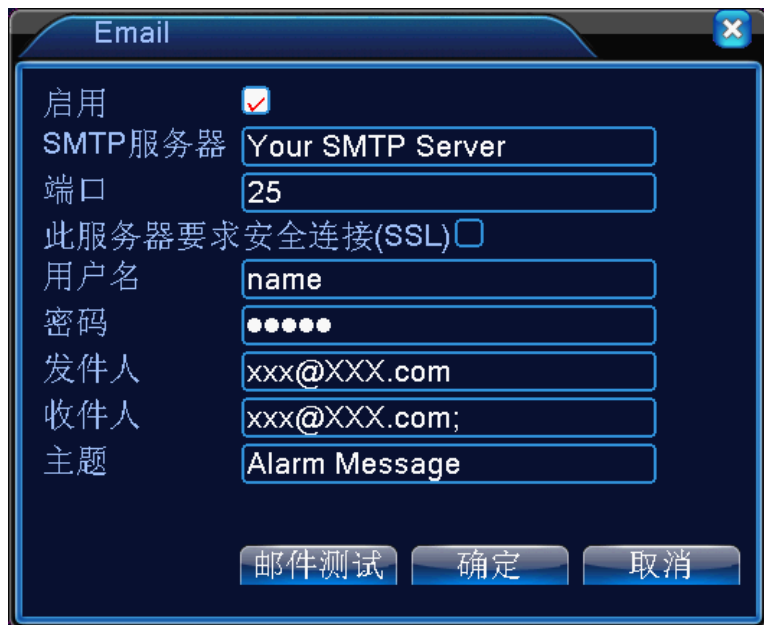 Email
启用
SMTP服务器 Your SMTP Server
端口 25
此服务器要求安全连接(SSL)
用户名 name
密码 ●●●●●
发件人 xxx@XXX.com
收件人 xxx@XXX.com;
主题 Alarm Message
邮件测试 确定 取消